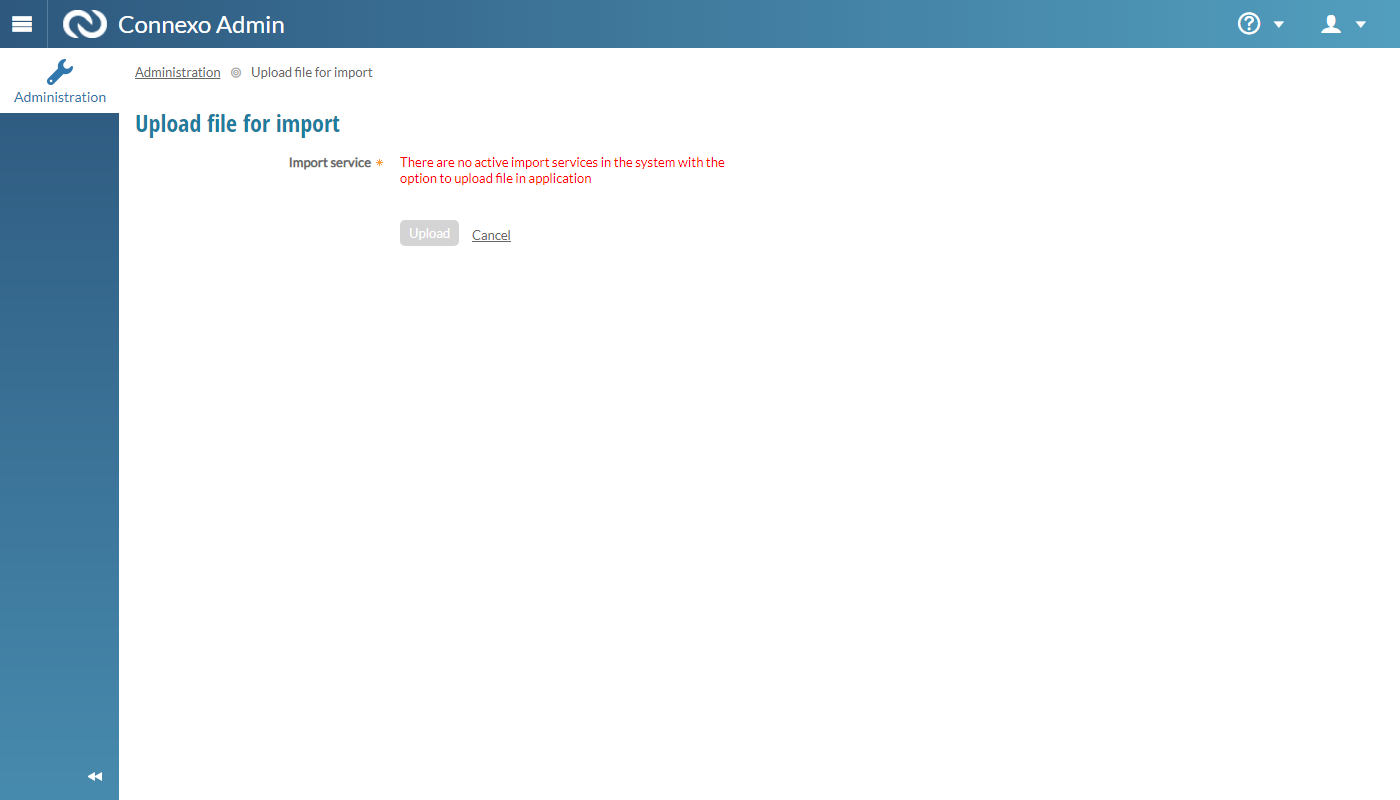 Connexo Admin
Administration
Administration Upload file for import
Upload file for import
Import service * There are no active import services in the system with the
option to upload file in application
Upload Cancel